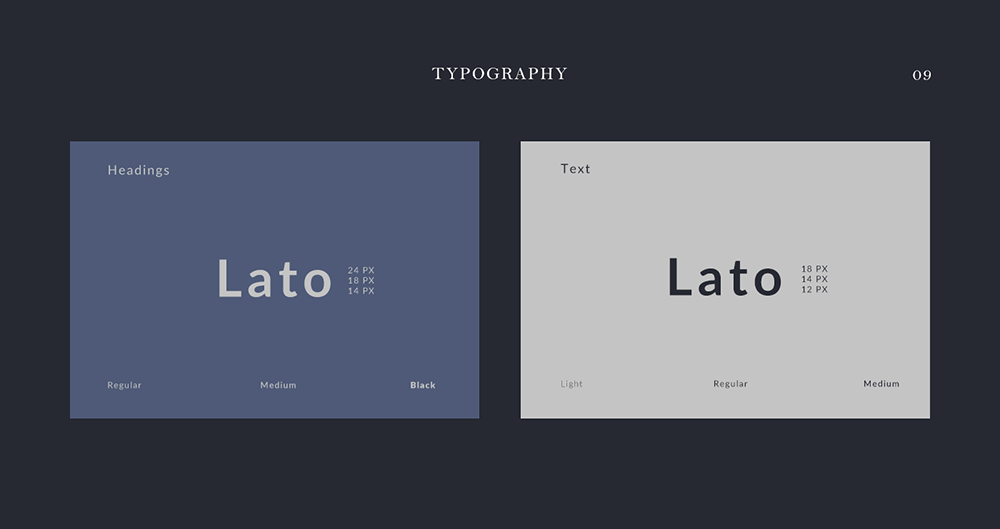 TYPOGRAPHY
09
Headings
Lato
24 PX
18 PX
14 PX
Regular
Medium
Black
Text
Lato
18 PX
14 PX
12 PX
Light
Regular
Medium